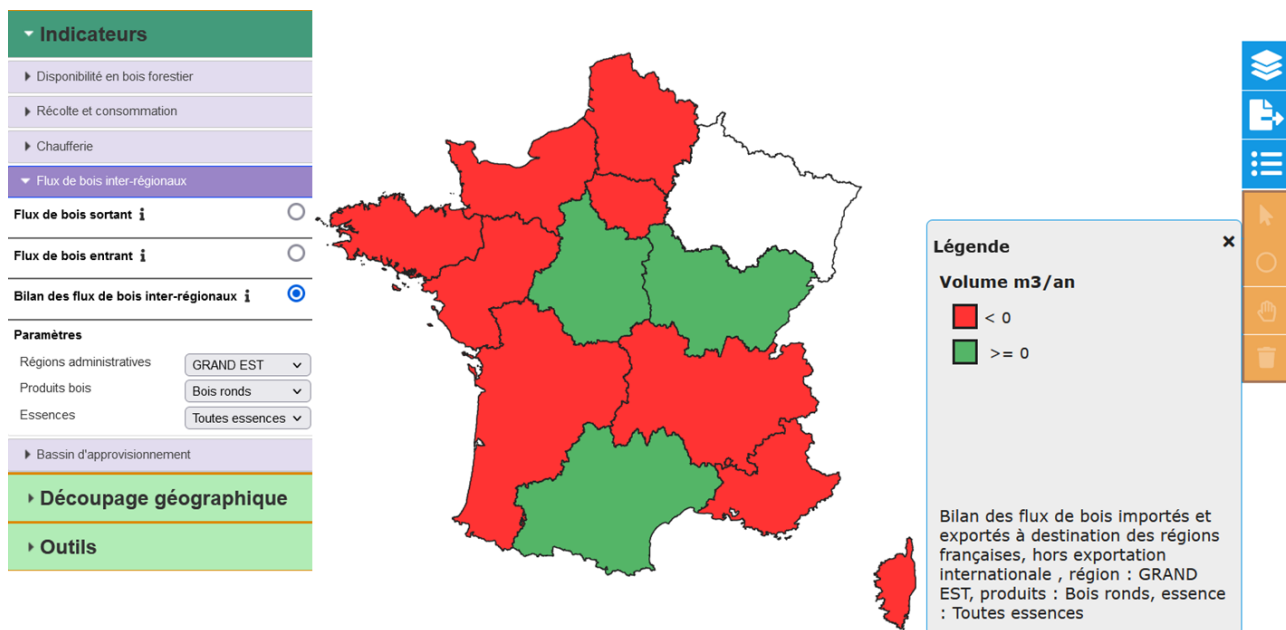 Indicateurs
Disponibilité en bois forestier
Récolte et consommation
Chaufferie
Flux de bois inter-régionaux
Flux de bois sortant i
Flux de bois entrant i
Bilan des flux de bois inter-régionaux i
Paramètres
Régions administratives GRAND EST
Produits bois Bois ronds
Essences Toutes essences
Bassin d'approvisionnement
Découpage géographique
Outils
Légende ×
Volume m3/an
< 0
>= 0
Bilan des flux de bois importés et
exportés à destination des régions
françaises, hors exportation
internationale , région : GRAND
EST, produits : Bois ronds, essence
: Toutes essences